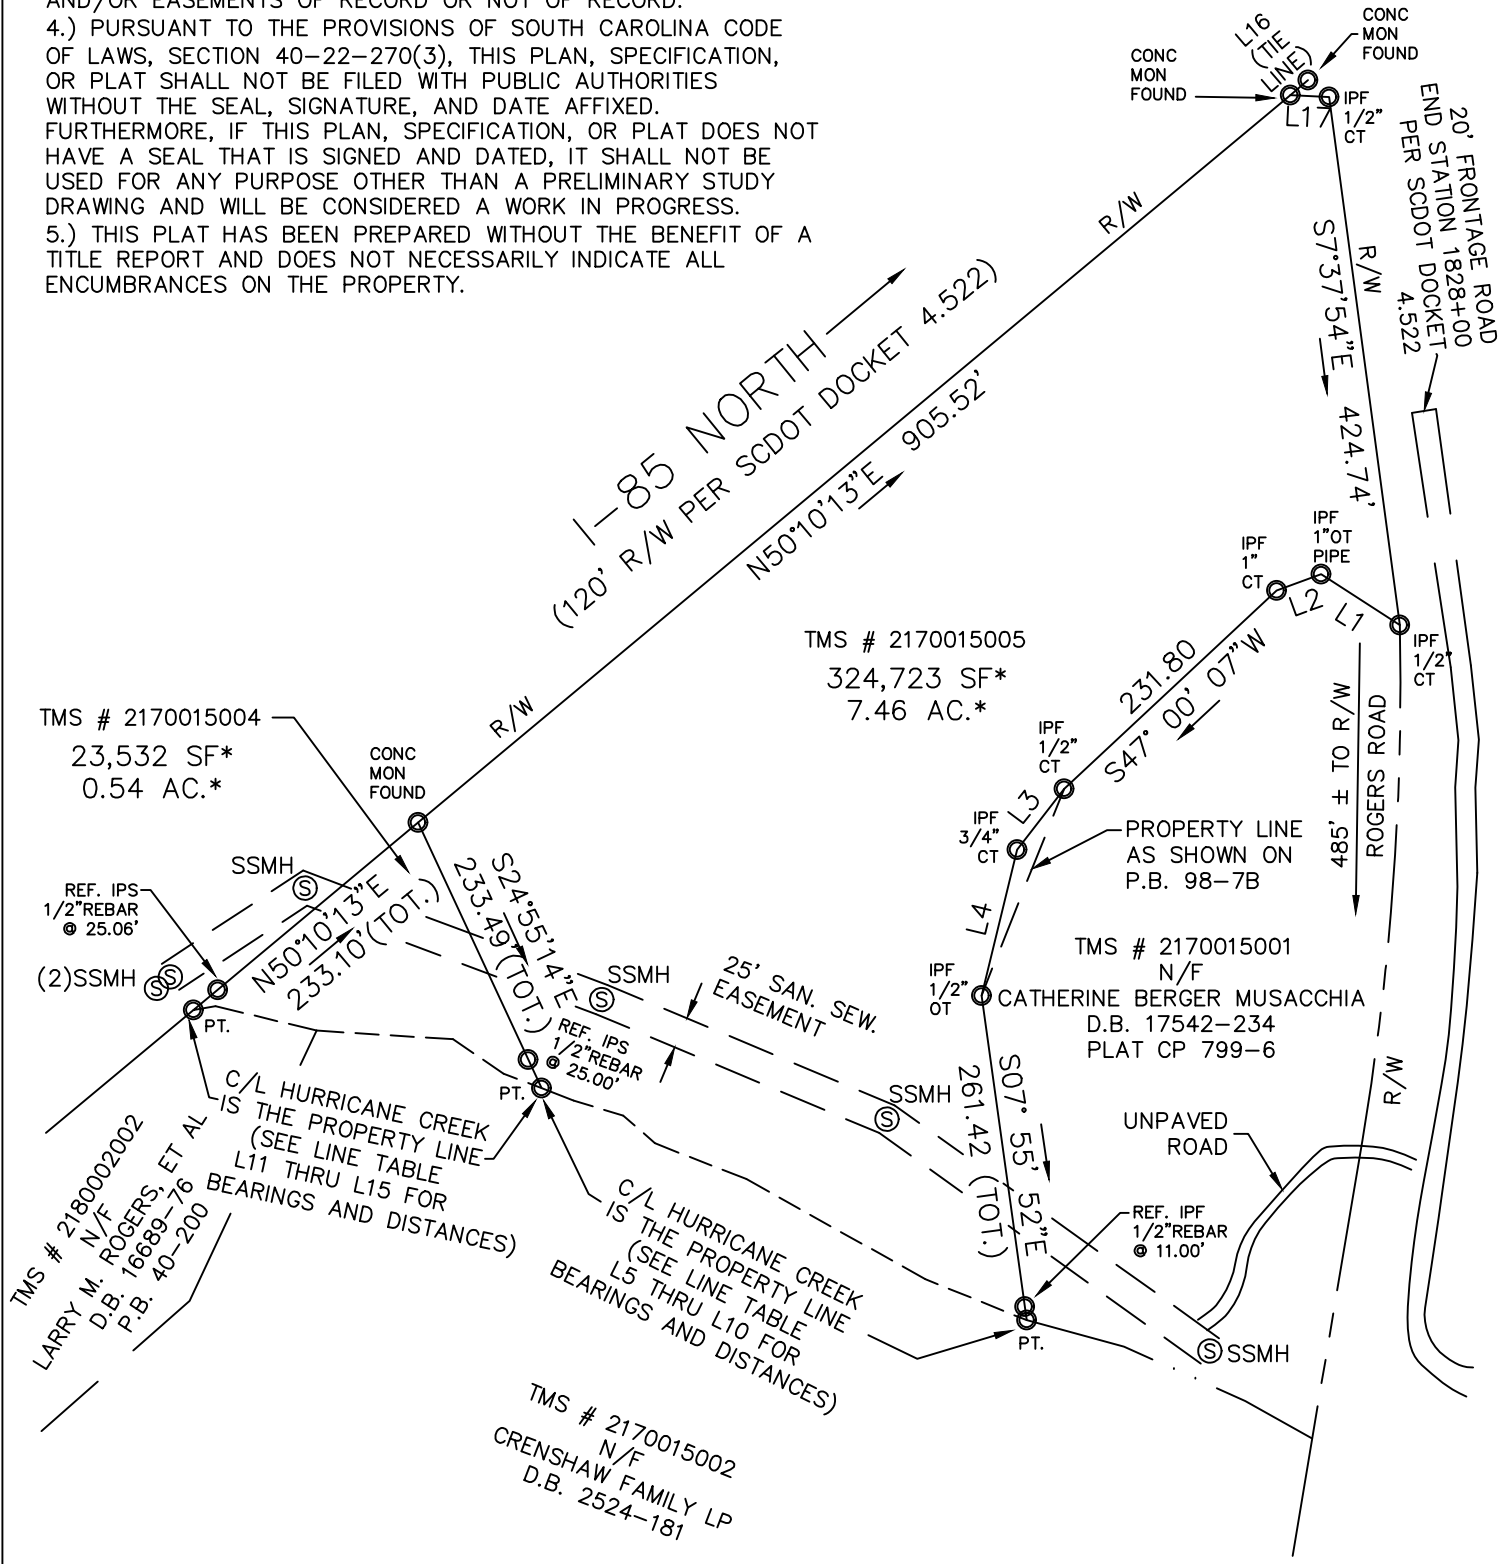 AND/OR EASEMENTS OF RECORD OR NOT OF RECORD.
4.) PURSUANT TO THE PROVISIONS OF SOUTH CAROLINA CODE
OF LAWS, SECTION 40-22-270(3), THIS PLAN, SPECIFICATION,
OR PLAT SHALL NOT BE FILED WITH PUBLIC AUTHORITIES
WITHOUT THE SEAL, SIGNATURE, AND DATE AFFIXED.
FURTHERMORE, IF THIS PLAN, SPECIFICATION, OR PLAT DOES NOT
HAVE A SEAL THAT IS SIGNED AND DATED, IT SHALL NOT BE
USED FOR ANY PURPOSE OTHER THAN A PRELIMINARY STUDY
DRAWING AND WILL BE CONSIDERED A WORK IN PROGRESS.
5.) THIS PLAT HAS BEEN PREPARED WITHOUT THE BENEFIT OF A
TITLE REPORT AND DOES NOT NECESSARILY INDICATE ALL
ENCUMBRANCES ON THE PROPERTY.
L16
(TIE
LINE)
CONC
MON
FOUND
CONC
MON
FOUND
L17
IPF
1/2"
CT
20' FRONTAGE ROAD
END STATION 1828+00
PER SCDOT DOCKET
4.522
R/W
R/W
S7°37'54"E 424.74'
I-85 NORTH
(120' R/W PER SCDOT DOCKET 4.522)
N50°10'13"E 905.52'
IPF
1"
CT
IPF
1"OT
PIPE
L2
L1
IPF
1/2"
CT
TMS # 2170015005
324,723 SF*
7.46 AC.*
231.80
S47° 00' 07"W
R/W
TMS # 2170015004
23,532 SF*
0.54 AC.*
CONC
MON
FOUND
IPF
1/2"
CT
L3
IPF
3/4"
CT
PROPERTY LINE
AS SHOWN ON
P.B. 98-7B
485' ± TO R/W
ROGERS ROAD
SSMH
S
REF. IPS
1/2"REBAR
@ 25.06'
(2)SSMH
S
S
N50°10'13"E
233.10'(TOT.)
S24°55'14"E
233.49'(TOT.)
PT.
L4
IPF
1/2"
OT
TMS # 2170015001
N/F
CATHERINE BERGER MUSACCHIA
D.B. 17542-234
PLAT CP 799-6
SSMH
S
25' SAN. SEW.
EASEMENT
REF. IPS
1/2"REBAR
@ 25.00'
PT.
S07° 55' 52"E
261.42 (TOT.)
SSMH
S
R/W
UNPAVED
ROAD
C/L HURRICANE CREEK
IS THE PROPERTY LINE
(SEE LINE TABLE
L11 THRU L15 FOR
BEARINGS AND DISTANCES)
TMS # 2180002002
N/F
LARRY M. ROGERS, ET AL
D.B. 16689-76
P.B. 40-200
C/L HURRICANE CREEK
IS THE PROPERTY LINE
(SEE LINE TABLE
L5 THRU L10 FOR
BEARINGS AND DISTANCES)
REF. IPF
1/2"REBAR
@ 11.00'
PT.
S
SSMH
TMS # 2170015002
N/F
CRENSHAW FAMILY LP
D.B. 2524-181